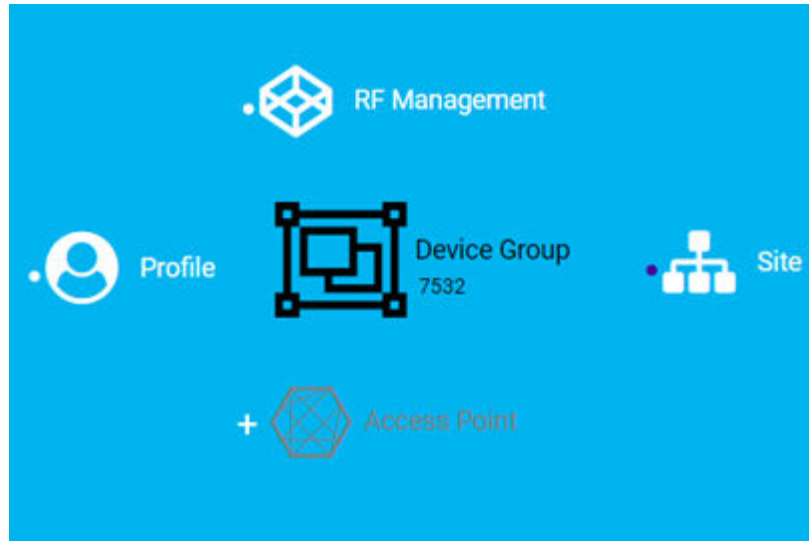 RF Management
Device Group
7532
Profile
Site
Access Point